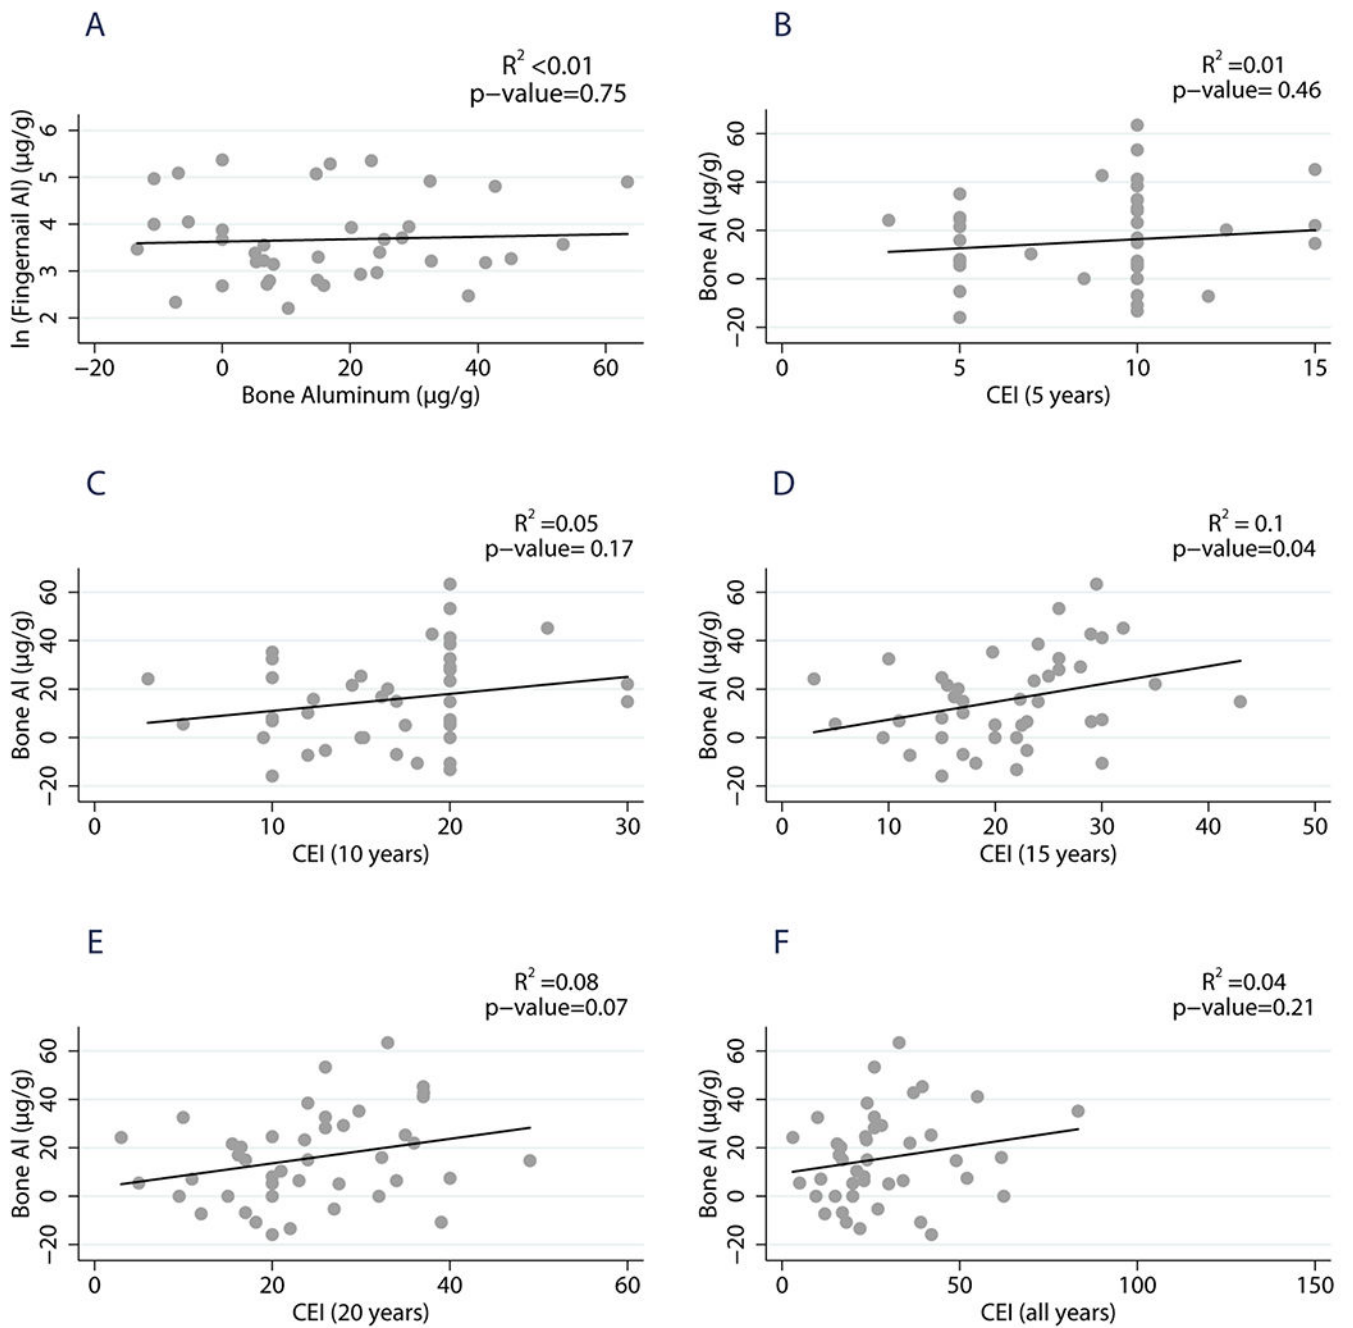 A
R² <0.01
p−value=0.75
ln (Fingernail Al) (µg/g)
6
5
4
3
2
−20 0 20 40 60
Bone Aluminum (µg/g)
B
R² =0.01
p−value= 0.46
Bone Al (µg/g)
60
40
20
0
−20
0 5 10 15
CEI (5 years)
C
R² =0.05
p−value= 0.17
Bone Al (µg/g)
60
40
20
0
−20
0 10 20 30
CEI (10 years)
D
R² = 0.1
p−value=0.04
Bone Al (µg/g)
60
40
20
0
−20
0 10 20 30 40 50
CEI (15 years)
E
R² =0.08
p−value=0.07
Bone Al (µg/g)
60
40
20
0
−20
0 20 40 60
CEI (20 years)
F
R² =0.04
p−value=0.21
Bone Al (µg/g)
60
40
20
0
−20
0 50 100 150
CEI (all years)